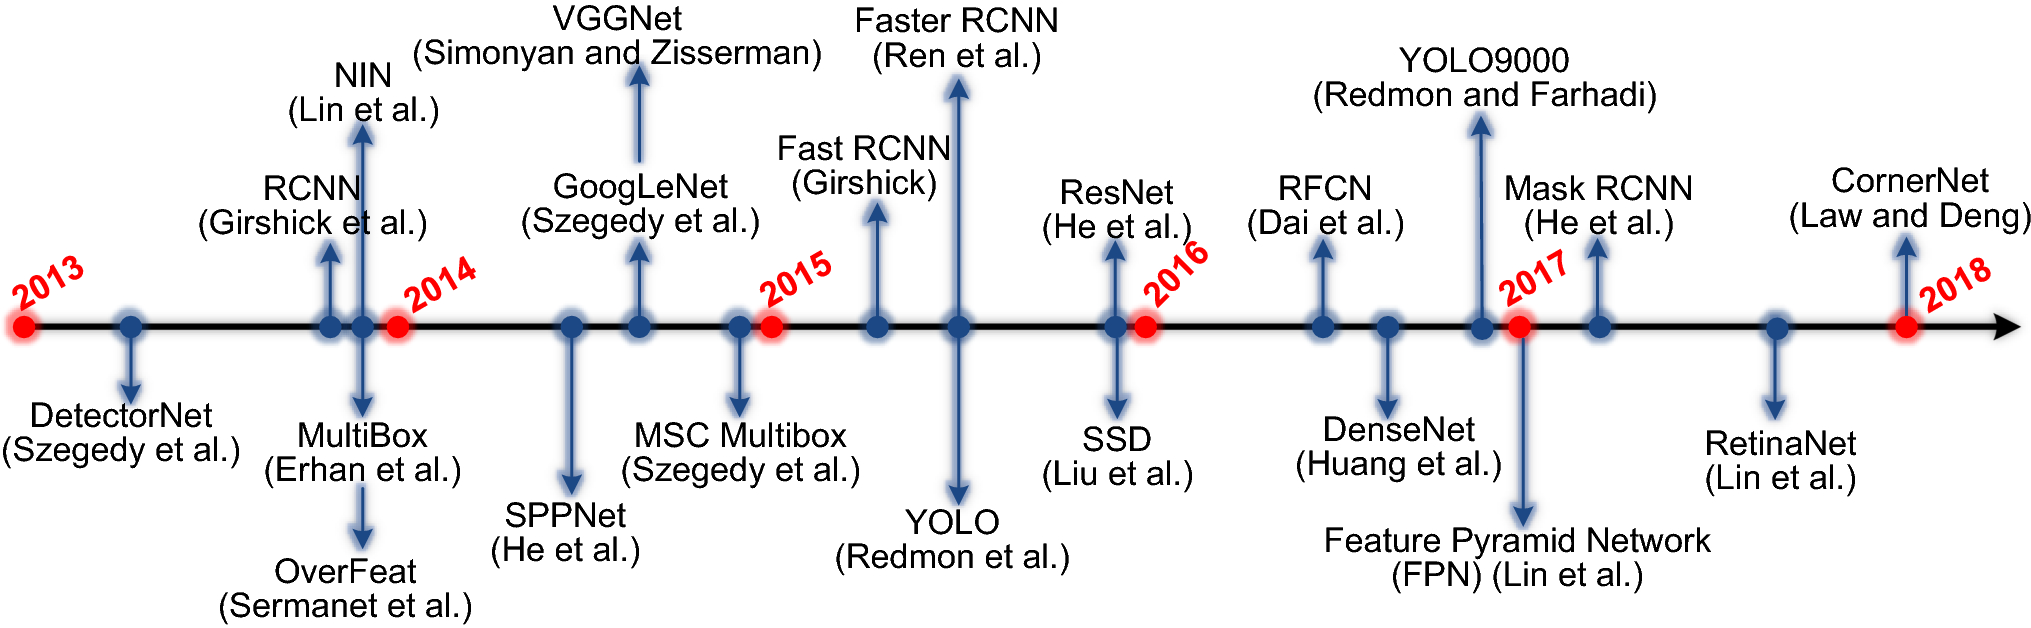 VGGNet
(Simonyan and Zisserman)
Faster RCNN
(Ren et al.)
NIN
(Lin et al.)
YOLO9000
(Redmon and Farhadi)
Fast RCNN
(Girshick)
RCNN
(Girshick et al.)
GoogLeNet
(Szegedy et al.)
ResNet
(He et al.)
RFCN
(Dai et al.)
Mask RCNN
(He et al.)
CornerNet
(Law and Deng)
2013
2014
2015
2016
2017
2018
DetectorNet
(Szegedy et al.)
MultiBox
(Erhan et al.)
MSC Multibox
(Szegedy et al.)
SSD
(Liu et al.)
DenseNet
(Huang et al.)
RetinaNet
(Lin et al.)
SPPNet
(He et al.)
YOLO
(Redmon et al.)
Feature Pyramid Network
(FPN) (Lin et al.)
OverFeat
(Sermanet et al.)